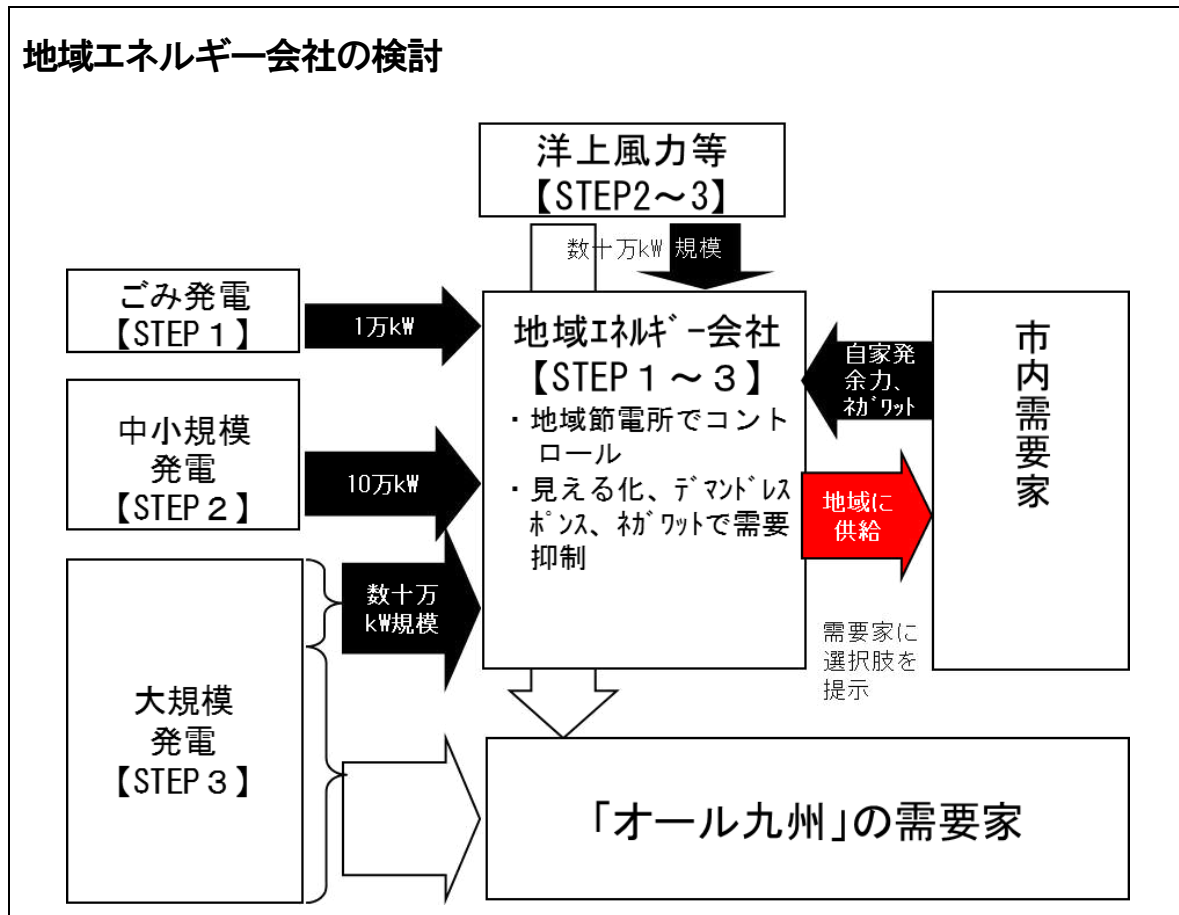 地域エネルギー会社の検討
洋上風力等
【STEP2～3】
数十万kW 規模
ごみ発電
【STEP１】
1万kW
中小規模
発電
【STEP２】
10万kW
大規模
発電
【STEP３】
数十万
kW規模
地域ｴﾈﾙｷﾞｰ会社
【STEP１～３】
・地域節電所でコント
ロール
・見える化、ﾃﾞﾏﾝﾄﾞﾚｽ
ﾎﾟﾝｽ、ﾈｶﾞﾜｯﾄで需要
抑制
自家発
余力、
ﾈｶﾞﾜｯﾄ
地域に
供給
需要家に
選択肢を
提示
市内需要家
「オール九州」の需要家